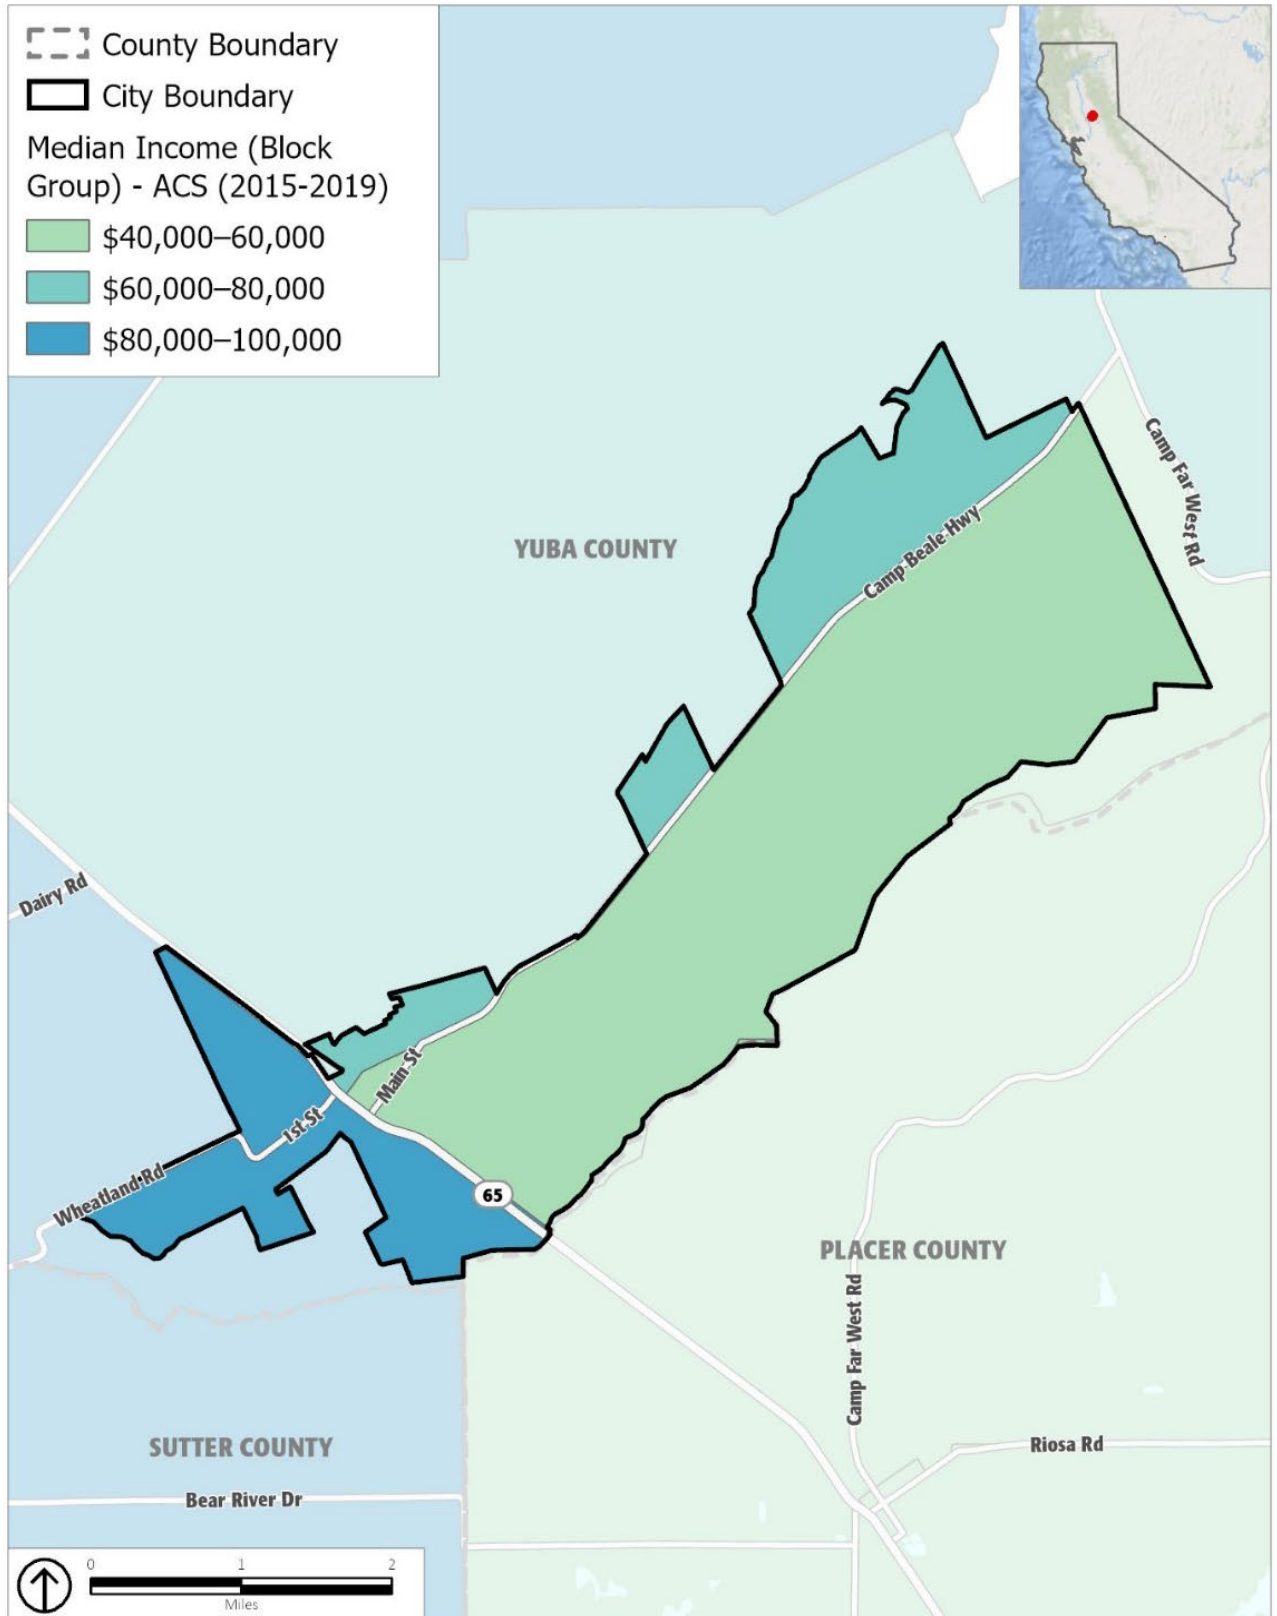 County Boundary
City Boundary
Median Income (Block
Group) - ACS (2015-2019)
$40,000–60,000
$60,000–80,000
$80,000–100,000
Camp Far West Rd
YUBA COUNTY
Camp Beale Hwy
Dairy Rd
Main St
1st St
Wheatland Rd
65
PLACER COUNTY
Camp Far West Rd
SUTTER COUNTY
Riosa Rd
Bear River Dr
0 1 2
Miles